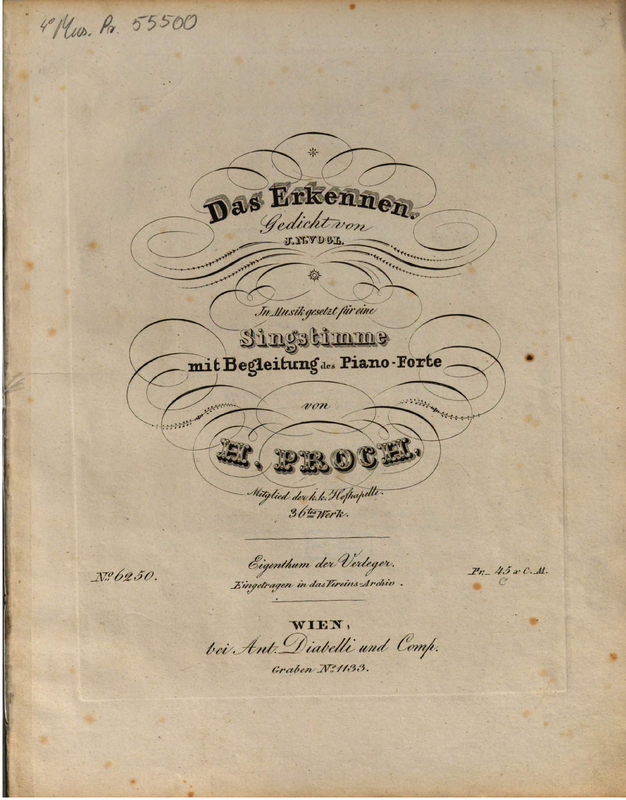 4° Mus. Pr. 55500
Das Erkennen.
Gedicht von
J. N. VOGL.
In Musik gesetzt für eine
Singstimme
mit Begleitung des Piano-Forte
von
H. PROCH,
Mitglied der k.k. Hofkapelle.
36tes Werk.
Eigenthum der Verleger.
No. 6250.
Pr. 45 x C. M.
Eingetragen in das Vereins-Archiv.
WIEN,
bei Ant. Diabelli und Comp.
Graben No. 1133.